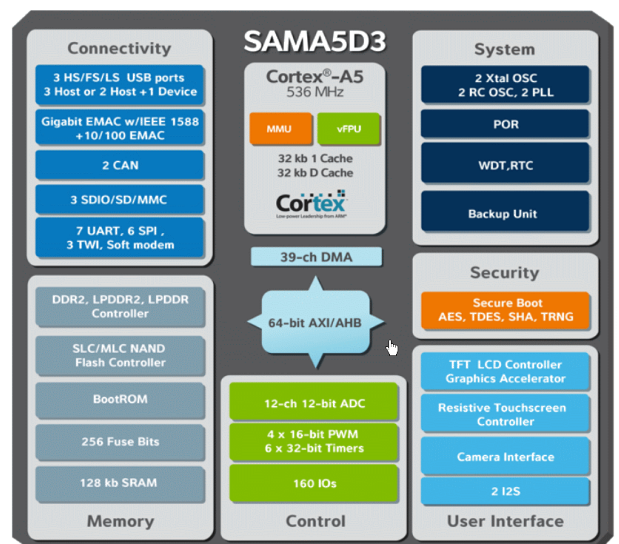 SAMA5D3
Connectivity
3 HS/FS/LS USB ports
3 Host or 2 Host +1 Device
Gigabit EMAC w/IEEE 1588
+10/100 EMAC
2 CAN
3 SDIO/SD/MMC
7 UART, 6 SPI ,
3 TWI, Soft modem
Cortex®-A5
536 MHz
MMU
vFPU
32 kb 1 Cache
32 kb D Cache
Cortex
Low-power Leadership from ARM®
System
2 Xtal OSC
2 RC OSC, 2 PLL
POR
WDT,RTC
Backup Unit
39-ch DMA
64-bit AXI/AHB
Security
Secure Boot
AES, TDES, SHA, TRNG
DDR2, LPDDR2, LPDDR
Controller
SLC/MLC NAND
Flash Controller
BootROM
256 Fuse Bits
128 kb SRAM
Memory
12-ch 12-bit ADC
4 x 16-bit PWM
6 x 32-bit Timers
160 IOs
Control
TFT LCD Controller
Graphics Accelerator
Resistive Touchscreen
Controller
Camera Interface
2 I2S
User Interface